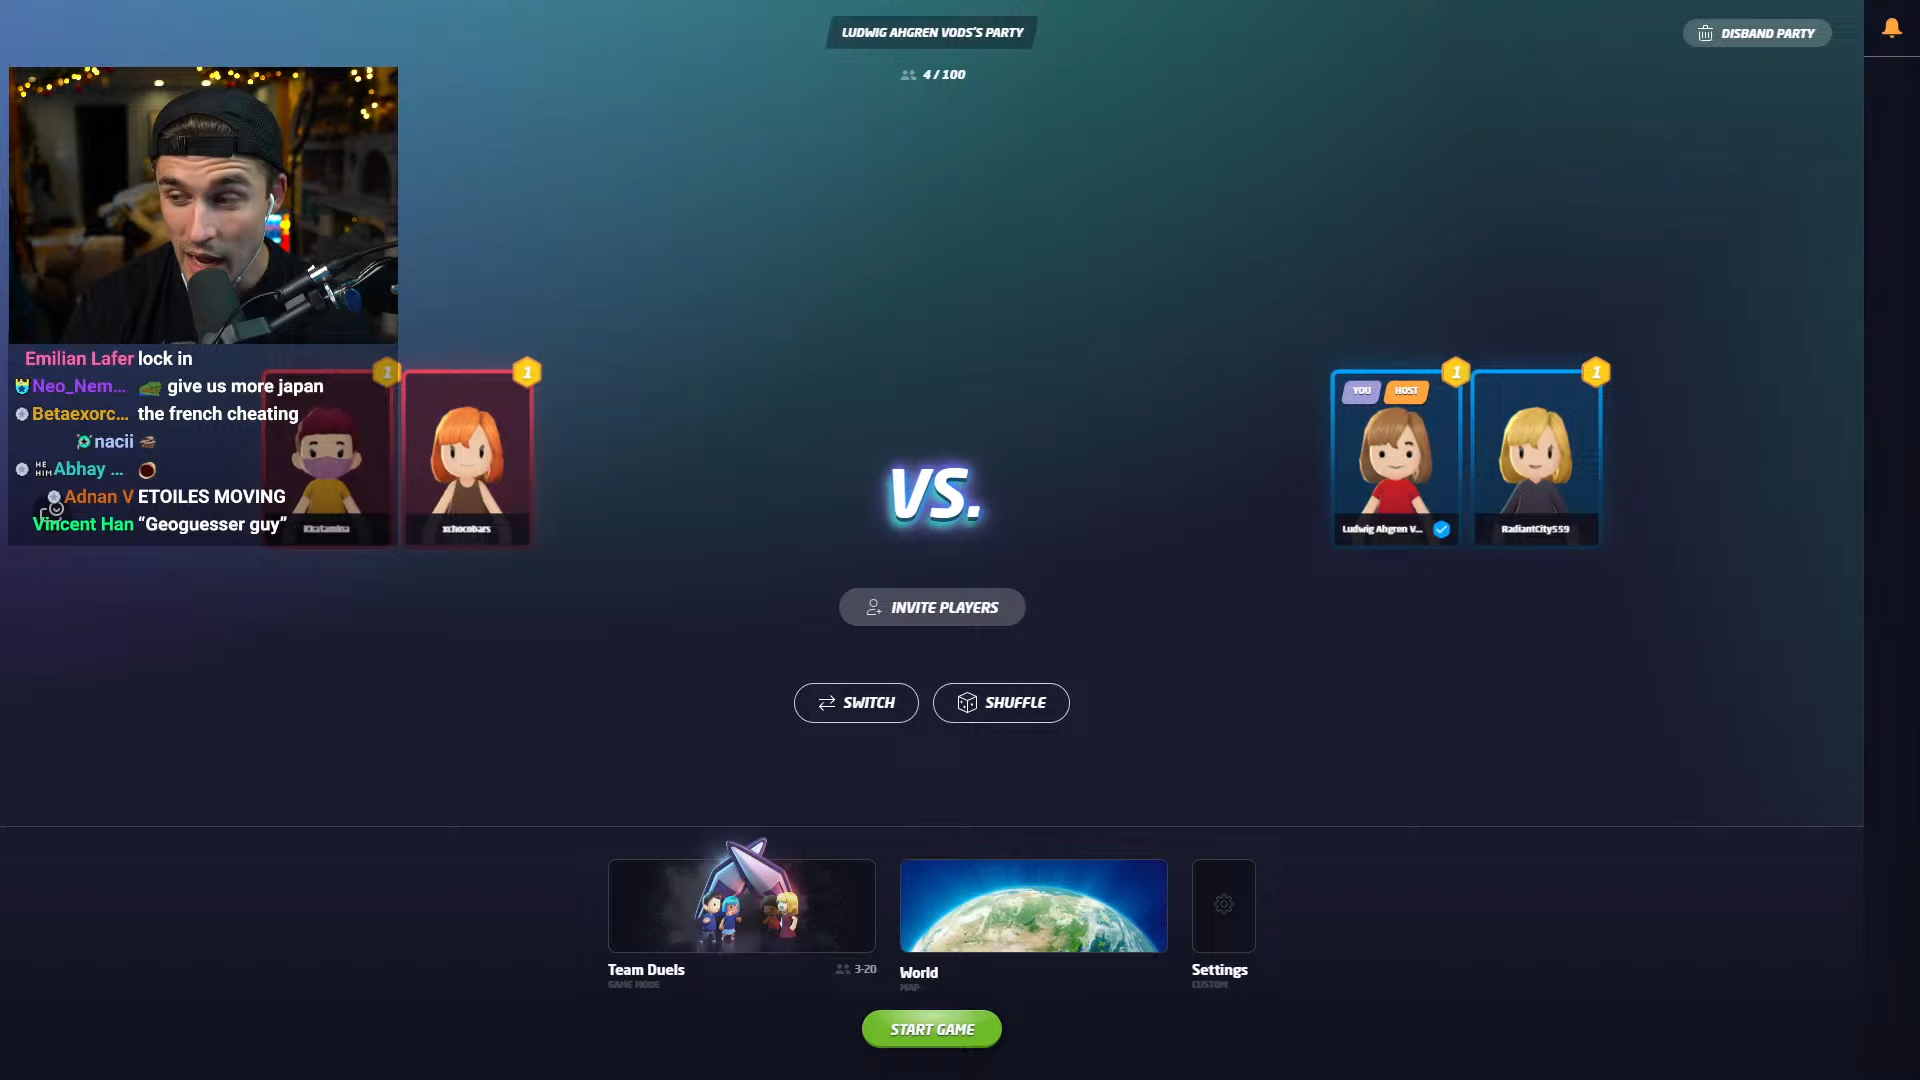 LUDWIG AHGREN VODS'S PARTY
DISBAND PARTY
4 / 100
Emilian Lafer lock in
Neo_Nem... give us more japan
Betaexorc... the french cheating
nacii
HE HIM Abhay ...
Adnan V ETOILES MOVING
Vincent Han “Geoguesser guy”
1
1
Kkatamina
xchocobars
VS.
YOU
HOST
1
1
Ludwig Ahgren V...
RadiantCity559
INVITE PLAYERS
SWITCH
SHUFFLE
Team Duels
3-20
GAME MODE
World
MAP
Settings
CUSTOM
START GAME